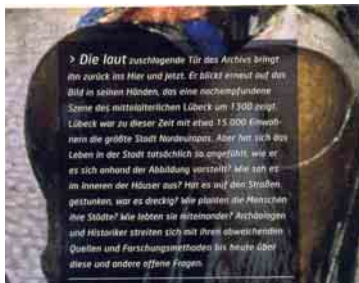 > Die laut zuschlagende Tür des Archivs bringt
ihn zurück ins Hier und Jetzt. Er blickt erneut auf das
Bild in seinen Händen, das eine nachempfundene
Szene des mittelalterlichen Lübeck um 1300 zeigt.
Lübeck war zu dieser Zeit mit etwa 15 000 Einwoh-
nern die größte Stadt Nordeuropas. Aber hat sich das
Leben in der Stadt tatsächlich so angefühlt, wie er
es sich anhand der Abbildung vorstellt? Wie sah es
im Inneren der Häuser aus? Hat es auf den Straßen
gestunken, war es dreckig? Wie planten die Menschen
ihre Städte? Wie lebten sie miteinander? Archäologen
und Historiker streiten sich mit ihren abweichenden
Quellen und Forschungsmethoden bis heute über
diese und andere offene Fragen.